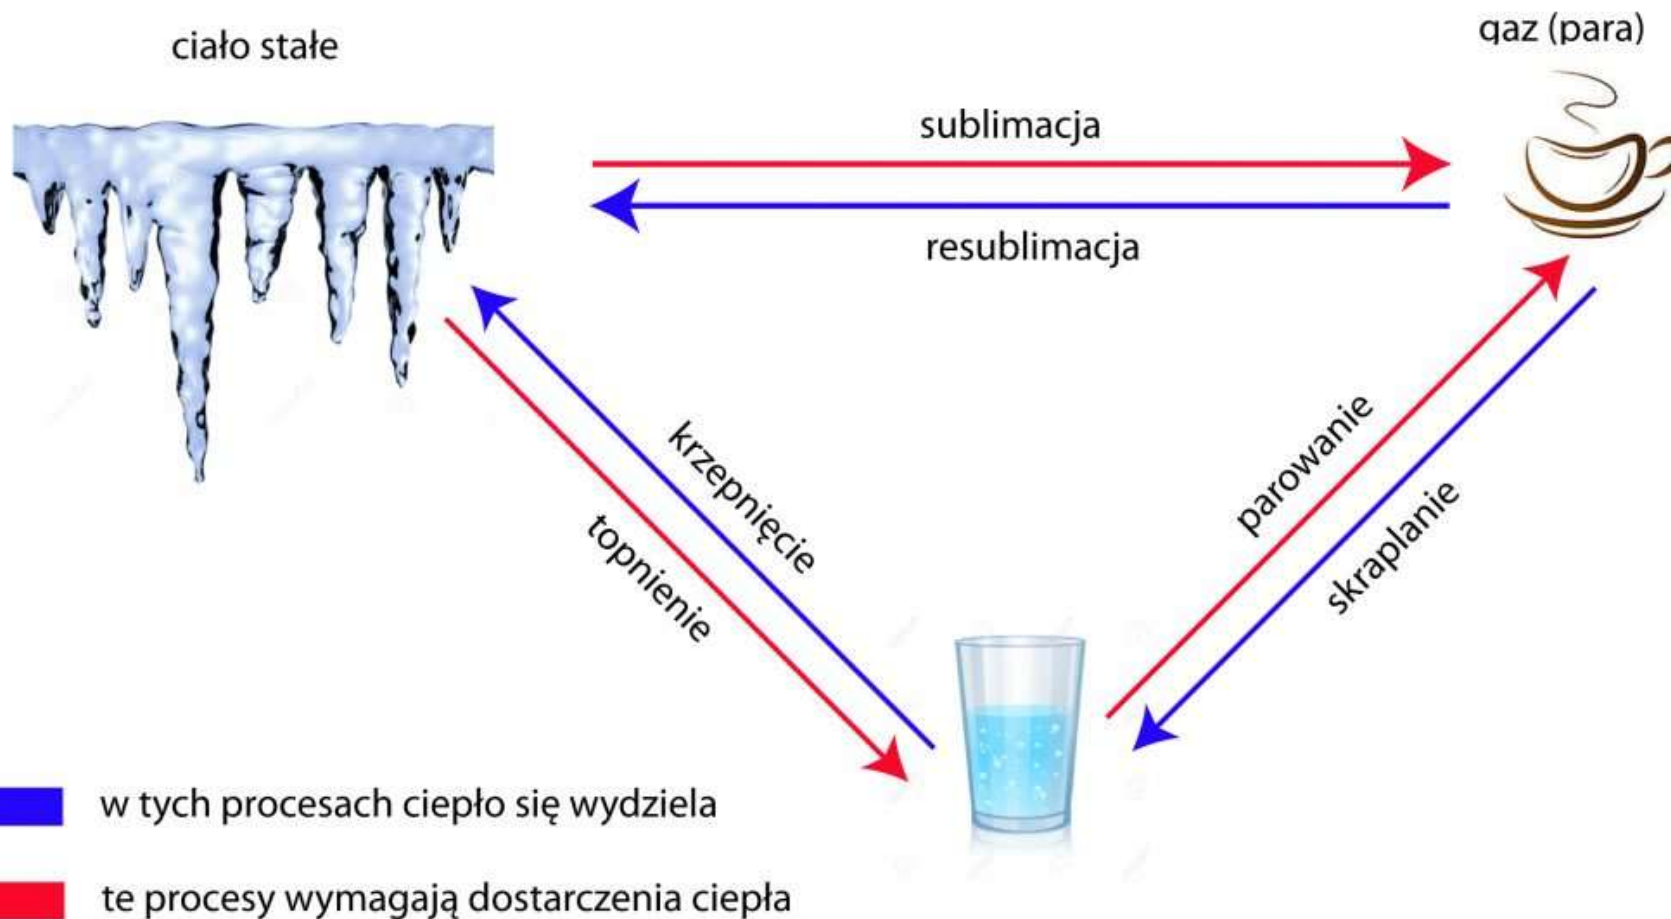 ciało stałe
gaz (para)
sublimacja
resublimacja
krzepnięcie
topnienie
parowanie
skraplanie
w tych procesach ciepło się wydziela
te procesy wymagają dostarczenia ciepła